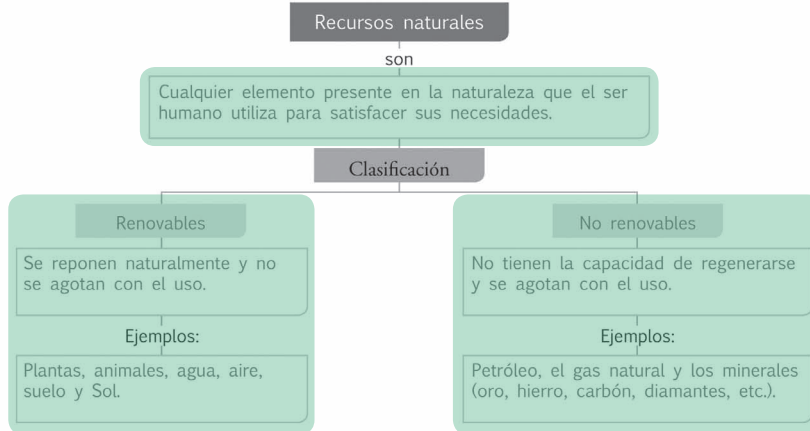 Recursos naturales
son
Cualquier elemento presente en la naturaleza que el ser
humano utiliza para satisfacer sus necesidades.
Clasificación
Renovables
Se reponen naturalmente y no
se agotan con el uso.
Ejemplos:
Plantas, animales, agua, aire,
suelo y Sol.
No renovables
No tienen la capacidad de regenerarse
y se agotan con el uso.
Ejemplos:
Petróleo, el gas natural y los minerales
(oro, hierro, carbón, diamantes, etc.).